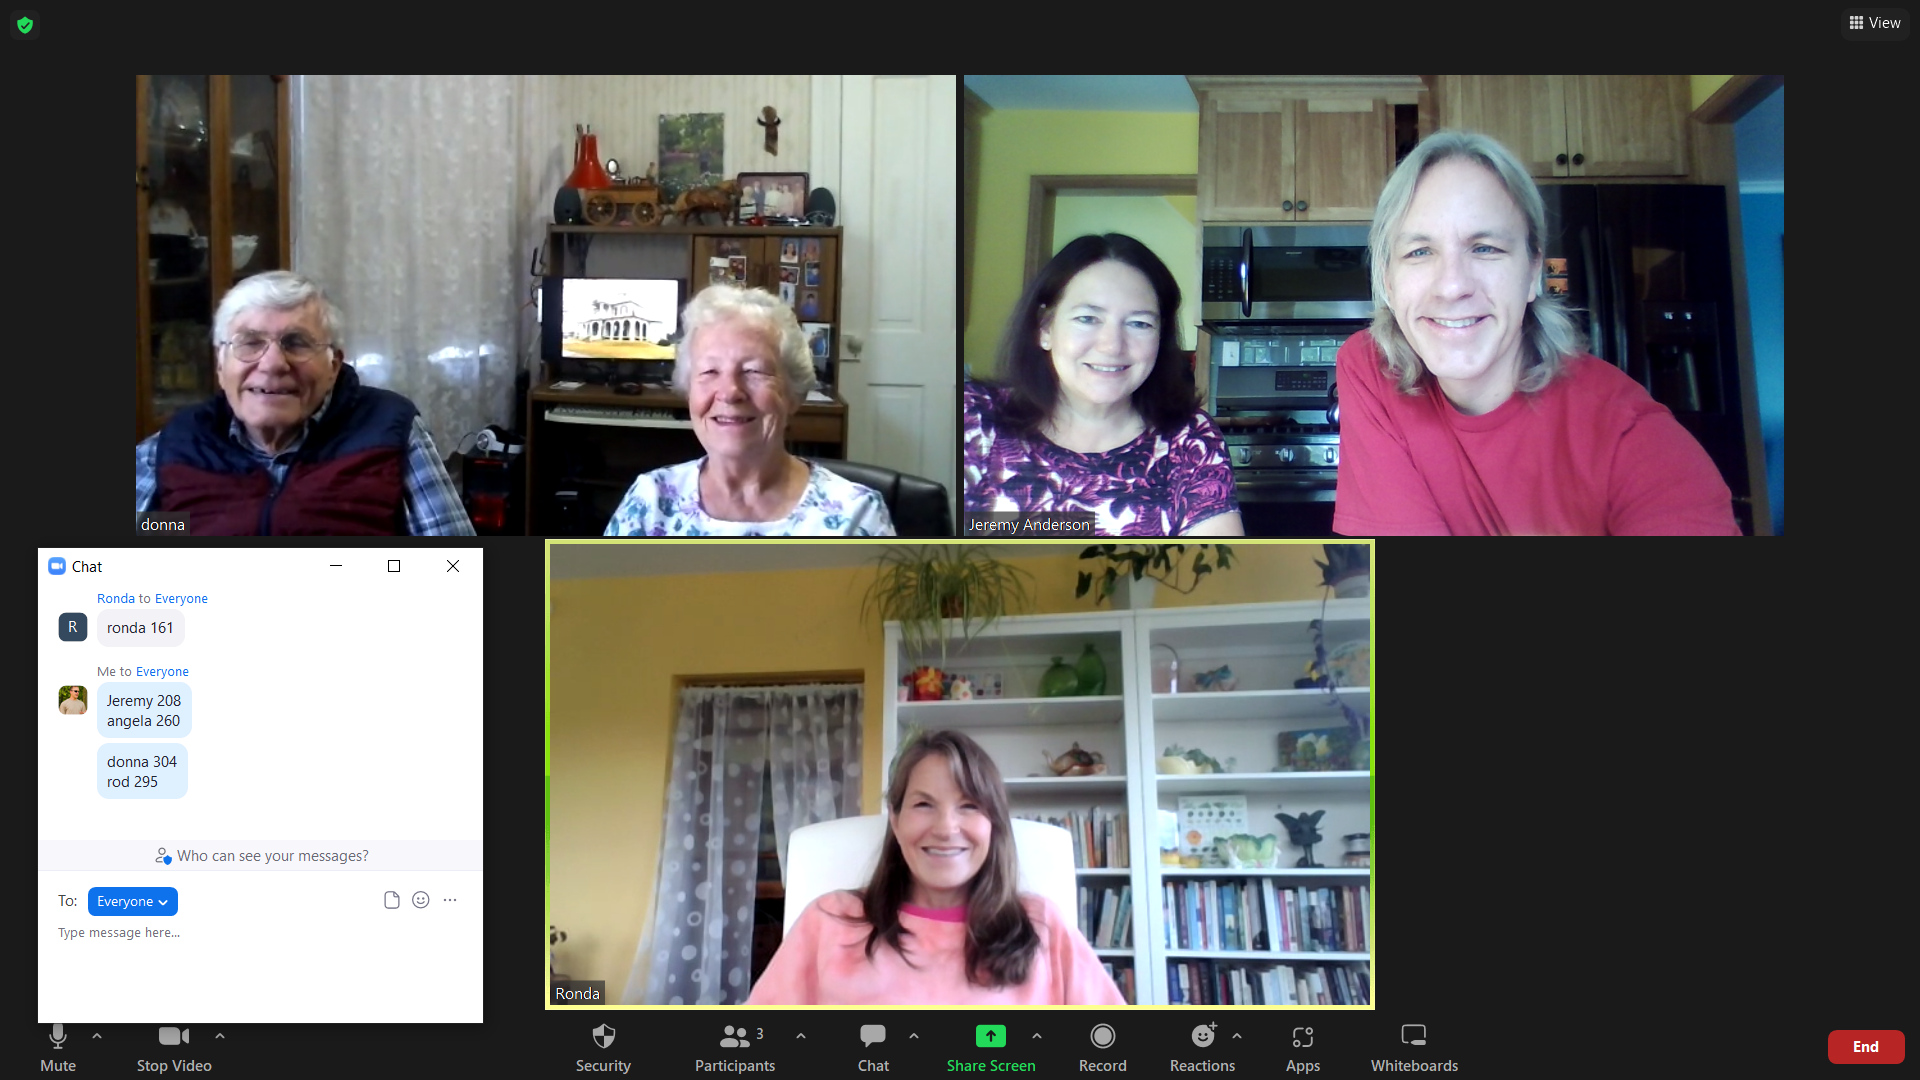 View
donna
Jeremy Anderson
Chat
Ronda to Everyone
R
ronda 161
Me to Everyone
Jeremy 208
angela 260
donna 304
rod 295
Who can see your messages?
To: Everyone
Type message here...
Ronda
Mute
Stop Video
Security
3
Participants
Chat
Share Screen
Record
Reactions
Apps
Whiteboards
End